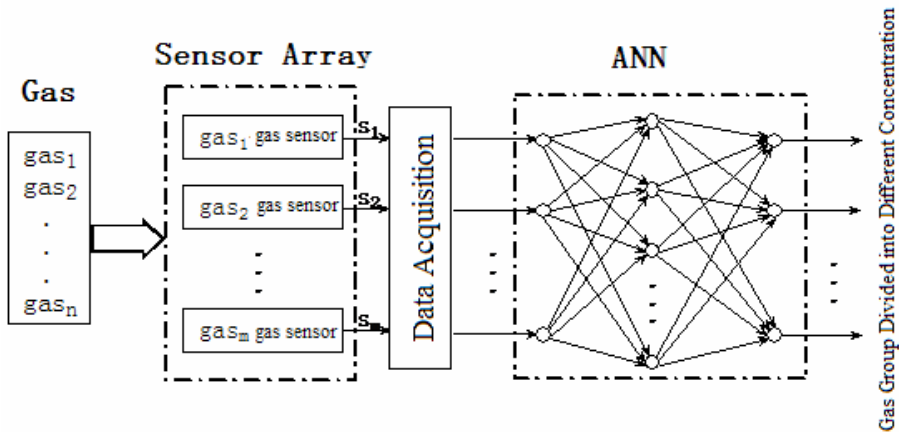 Sensor Array
ANN
Gas
gas1
gas2
.
.
.
gasn
gas1 gas sensor
gas2 gas sensor
gasm gas sensor
S1
S2
Sm
Data Acquisition
Gas Group Divided into Different Concentration